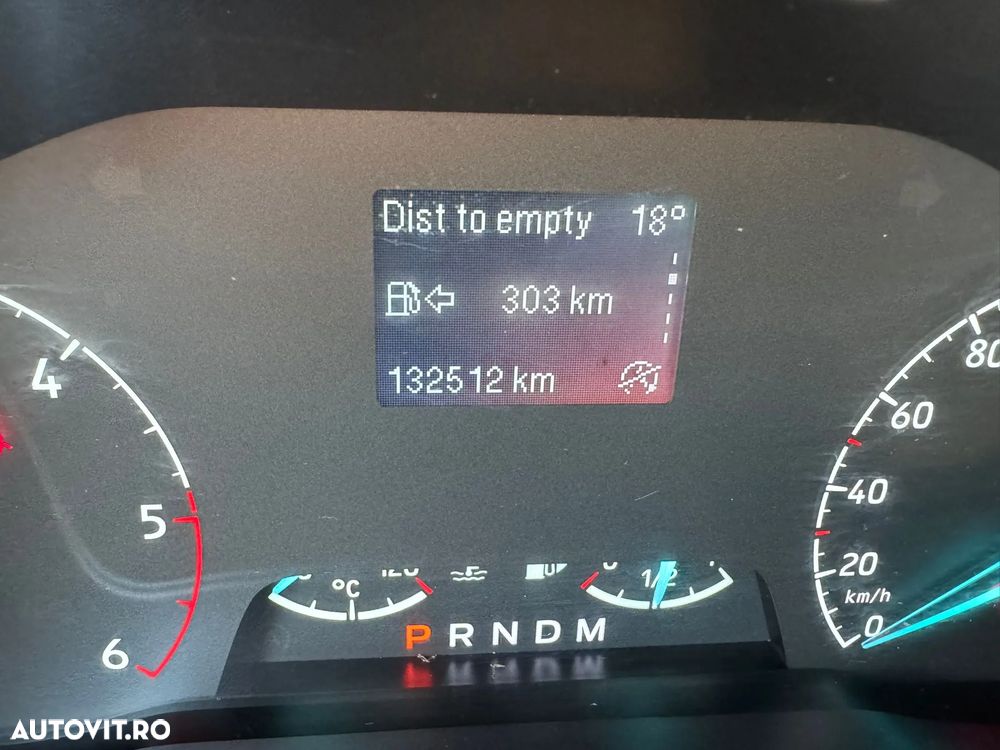 Dist to empty 18°
303 km
132512 km
4
5
6
80
60
40
20
km/h
0
°C
120
1/2
P R N D M
AUTOVIT.RO